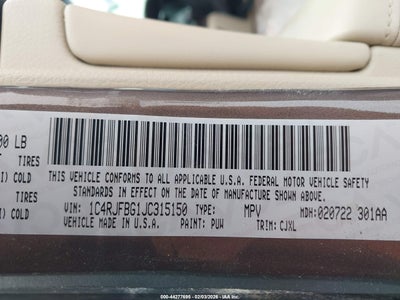 00 LB
TIRES
I) COLD
THIS VEHICLE CONFORMS TO ALL APPLICABLE U.S.A. FEDERAL MOTOR VEHICLE SAFETY
STANDARDS IN EFFECT ON THE DATE OF MANUFACTURE SHOWN ABOVE.
TIRES
VIN: 1C4RJFBG1JC315150 TYPE: MPV MDH: 020722 301AA
I) COLD
VEHICLE MADE IN U.S.A. PAINT: PUW TRIM: CJXL
000-44277695 - 02/03/2026 - IAAI.COM